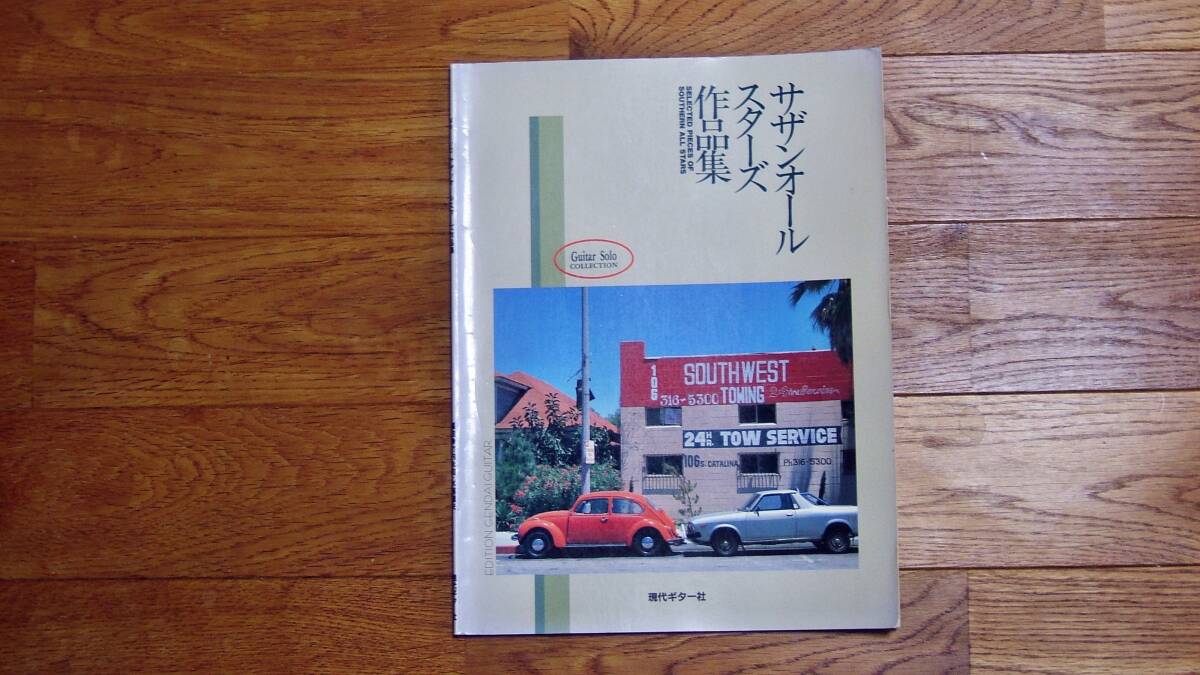 サザンオール
スターズ
作品集
SELECTED PIECES OF
SOUTHERN ALL STARS
Guitar Solo
COLLECTION
106
SOUTHWEST
316-5300 TOWING
24 HR. TOW SERVICE
106 S. CATALINA
Ph 316-5300
EDITION GENDAI GUITAR
現代ギター社